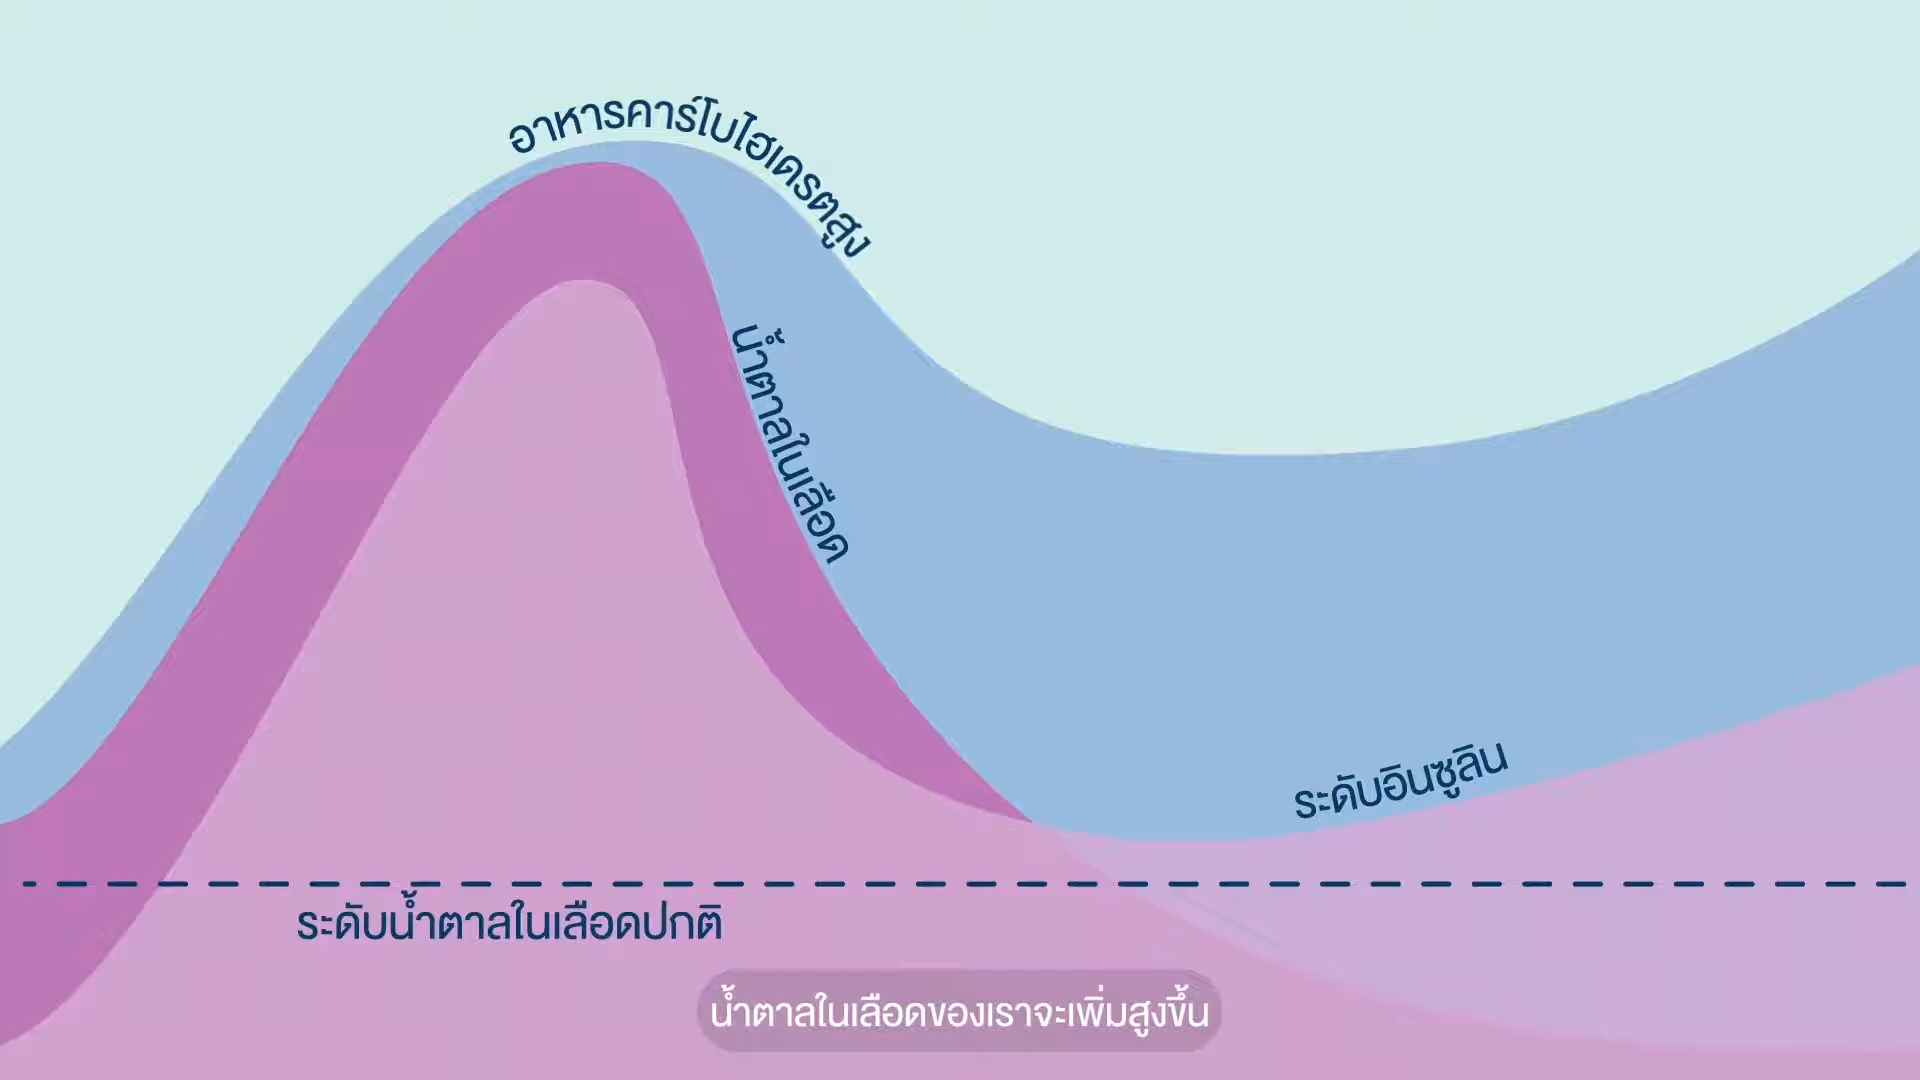 อาหารคาร์โบไฮเดรตสูง
น้ำตาลในเลือด
ระดับอินซูลิน
ระดับน้ำตาลในเลือดปกติ
น้ำตาลในเลือดของเราจะเพิ่มสูงขึ้น